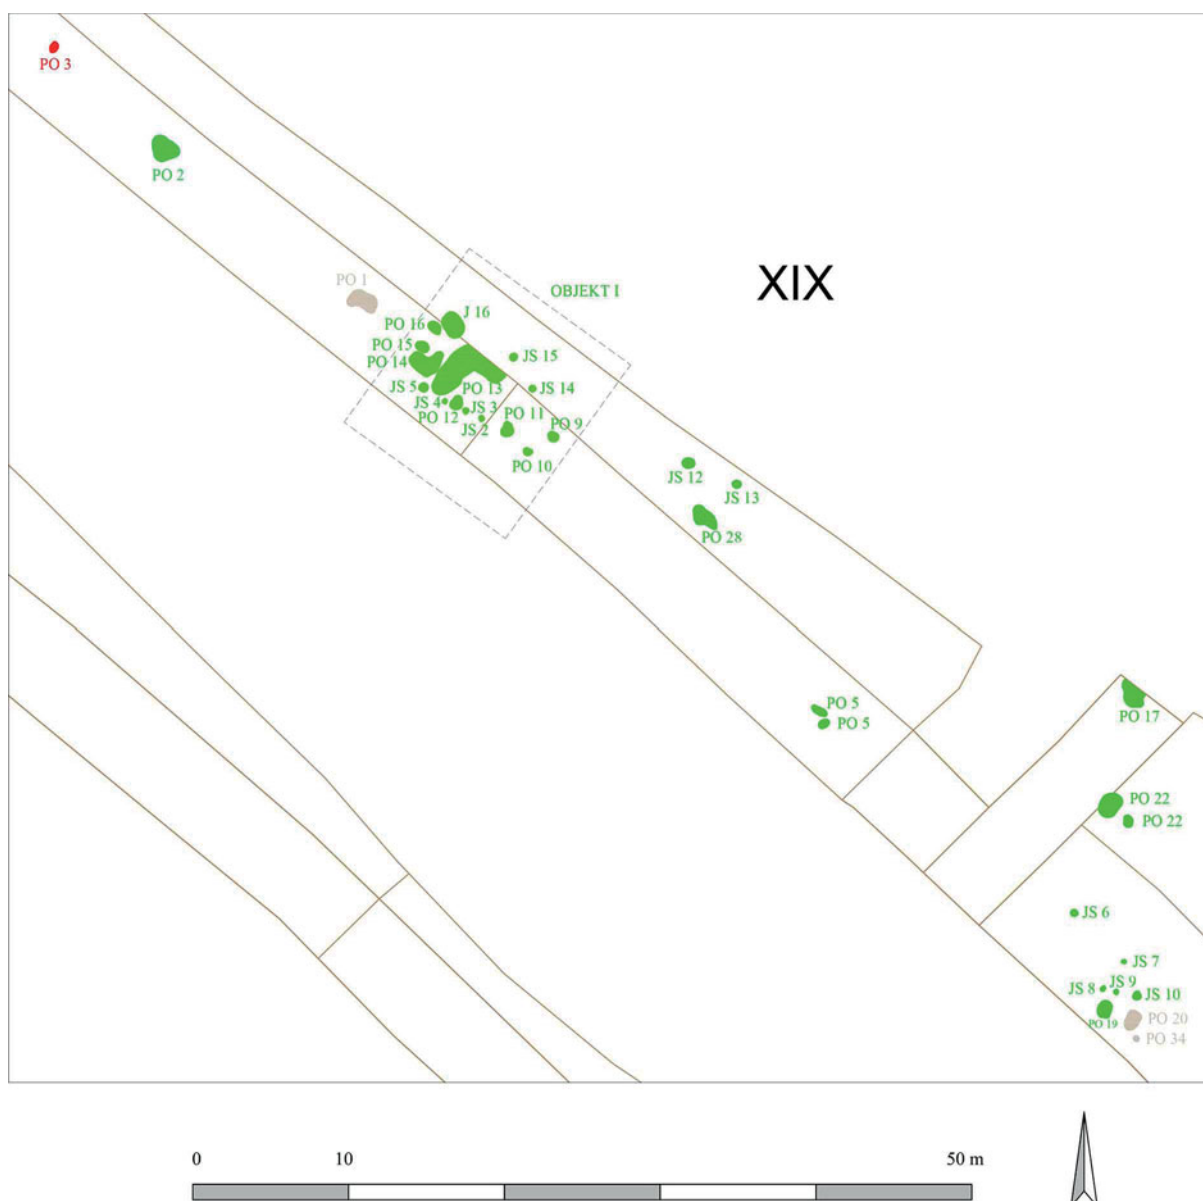 PO 3
PO 2
XIX
PO 1
OBJEKT I
J 16
PO 16
PO 15
JS 15
PO 14
JS 5
PO 13
JS 14
JS 4
JS 3
PO 12
PO 11
JS 2
PO 9
PO 10
JS 12
JS 13
PO 28
PO 5
PO 5
PO 17
PO 22
PO 22
JS 6
JS 7
JS 8
JS 9
JS 10
PO 19
PO 20
PO 34
0 10 50 m